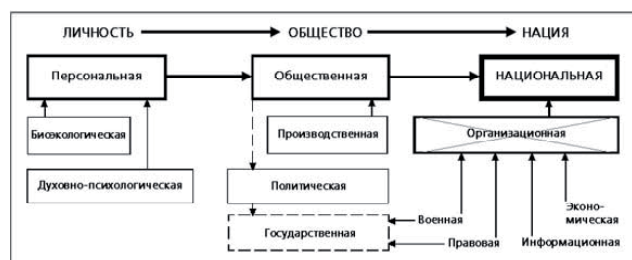 ЛИЧНОСТЬ ОБЩЕСТВО НАЦИЯ
Персональная Общественная НАЦИОНАЛЬНАЯ
Биоэкологическая Производственная Организационная
Духовно-психологическая Политическая
Государственная
Военная
Правовая
Информационная
Эконо-
мическая